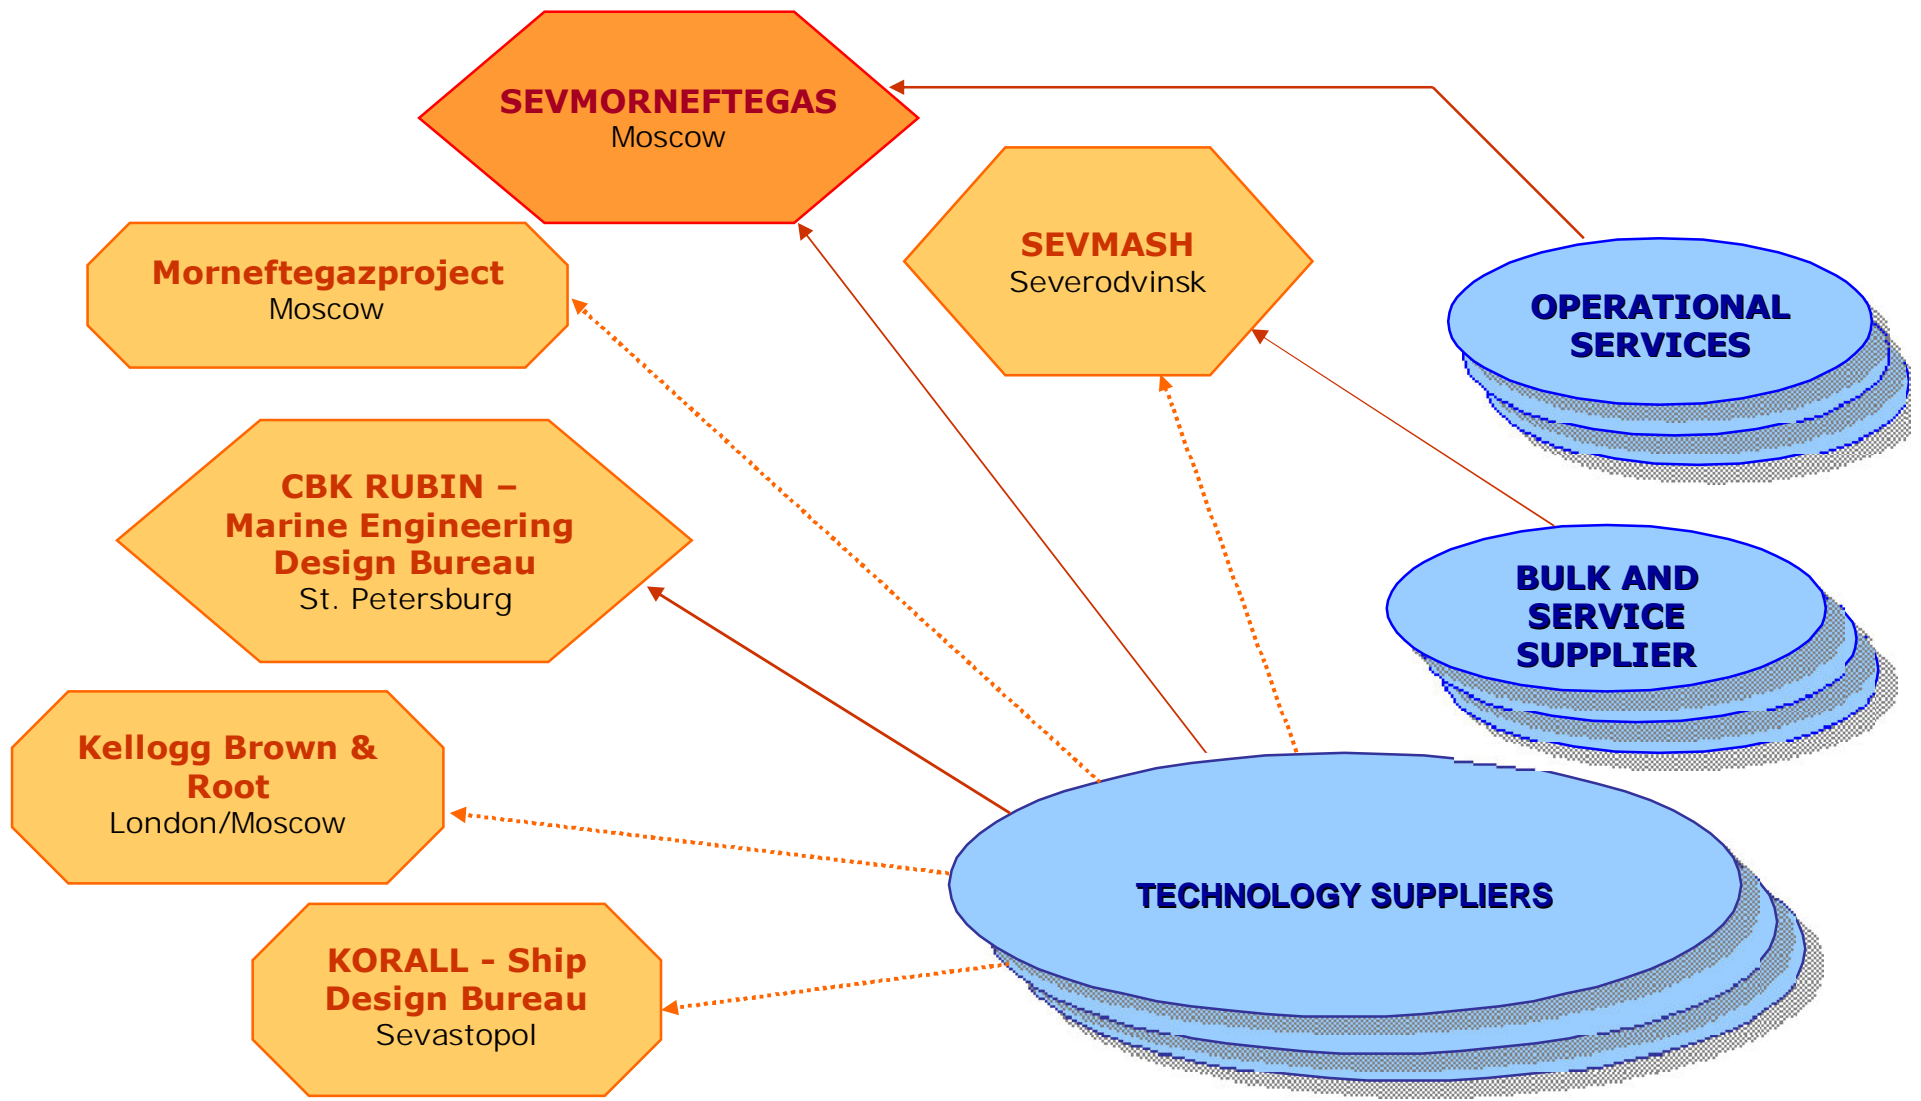 SEVMORNEFTEGAS
Moscow
SEVMASH
Severodvinsk
Morneftegazproject
Moscow
OPERATIONAL
SERVICES
CBK RUBIN –
Marine Engineering
Design Bureau
St. Petersburg
BULK AND
SERVICE
SUPPLIER
Kellogg Brown &
Root
London/Moscow
TECHNOLOGY SUPPLIERS
KORALL - Ship
Design Bureau
Sevastopol